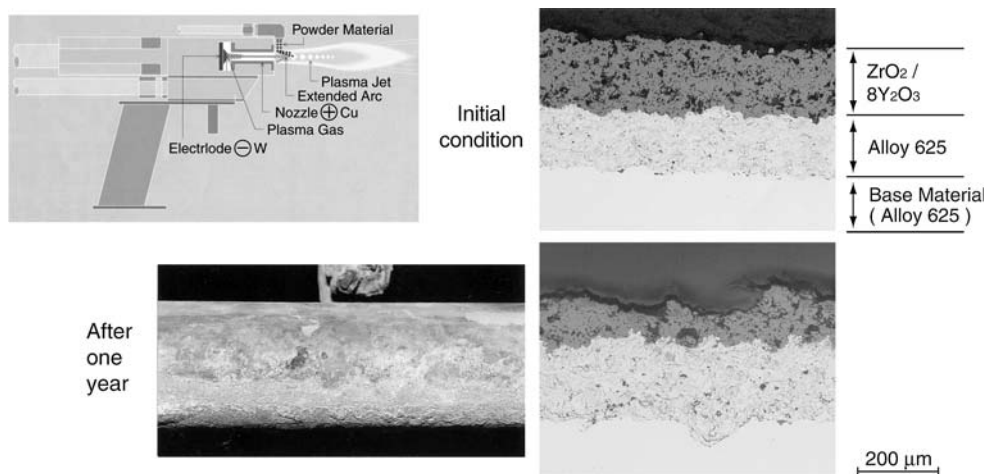 Powder Material
Plasma Jet
Extended Arc
Nozzle ⊕ Cu
Plasma Gas
Electrlode ⊖ W
Initial
condition
ZrO₂ /
8Y₂O₃
Alloy 625
Base Material
( Alloy 625 )
After
one
year
200 μm